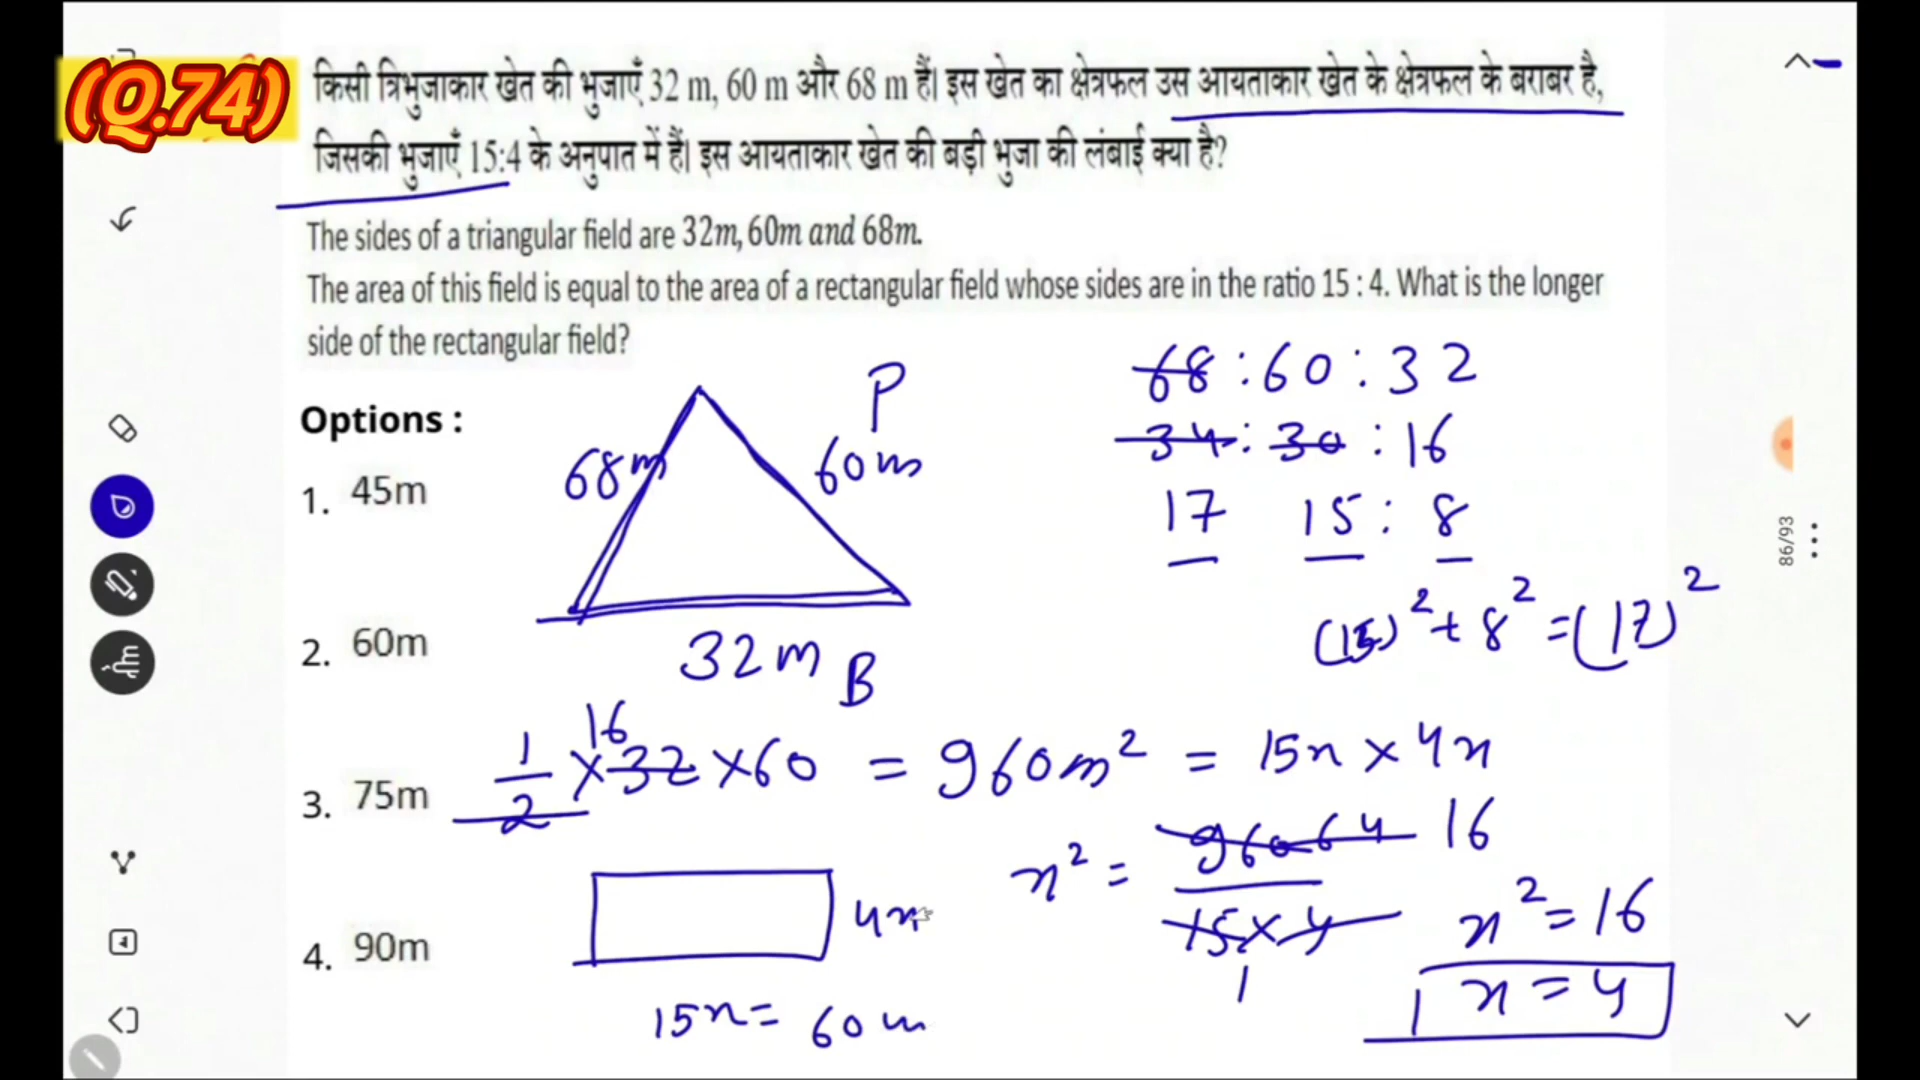 (Q.74)
किसी त्रिभुजाकार खेत की भुजाएँ 32 m, 60 m और 68 m हैं। इस खेत का क्षेत्रफल उस आयताकार खेत के क्षेत्रफल के बराबर है,
जिसकी भुजाएँ 15:4 के अनुपात में हैं। इस आयताकार खेत की बड़ी भुजा की लंबाई क्या है?
The sides of a triangular field are 32m, 60m and 68m.
The area of this field is equal to the area of a rectangular field whose sides are in the ratio 15 : 4. What is the longer
side of the rectangular field?
Options :
1. 45m
2. 60m
3. 75m
4. 90m
P
68m
60m
32m B
68 : 60 : 32
34 : 30 : 16
17 15 : 8
(15)² + 8² = (17)²
1/2 × 32 × 60 = 960m² = 15x × 4x
16
x² = 960 64 16
15×4
1
x² = 16
x = 4
4x
15x = 60m
86/93